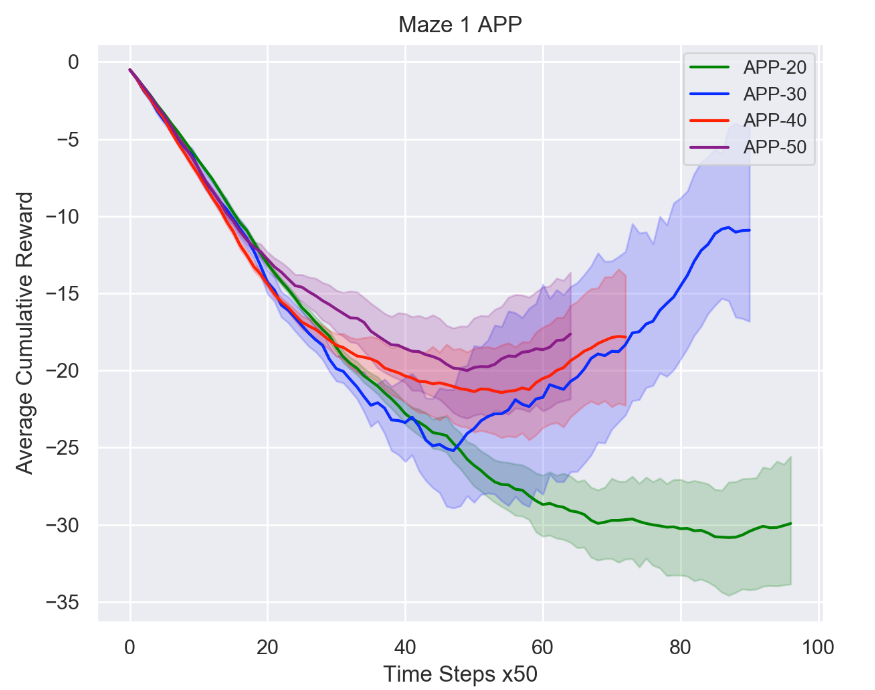 Maze 1 APP
APP-20
APP-30
APP-40
APP-50
0
−5
−10
−15
−20
−25
−30
−35
Average Cumulative Reward
0 20 40 60 80 100
Time Steps x50